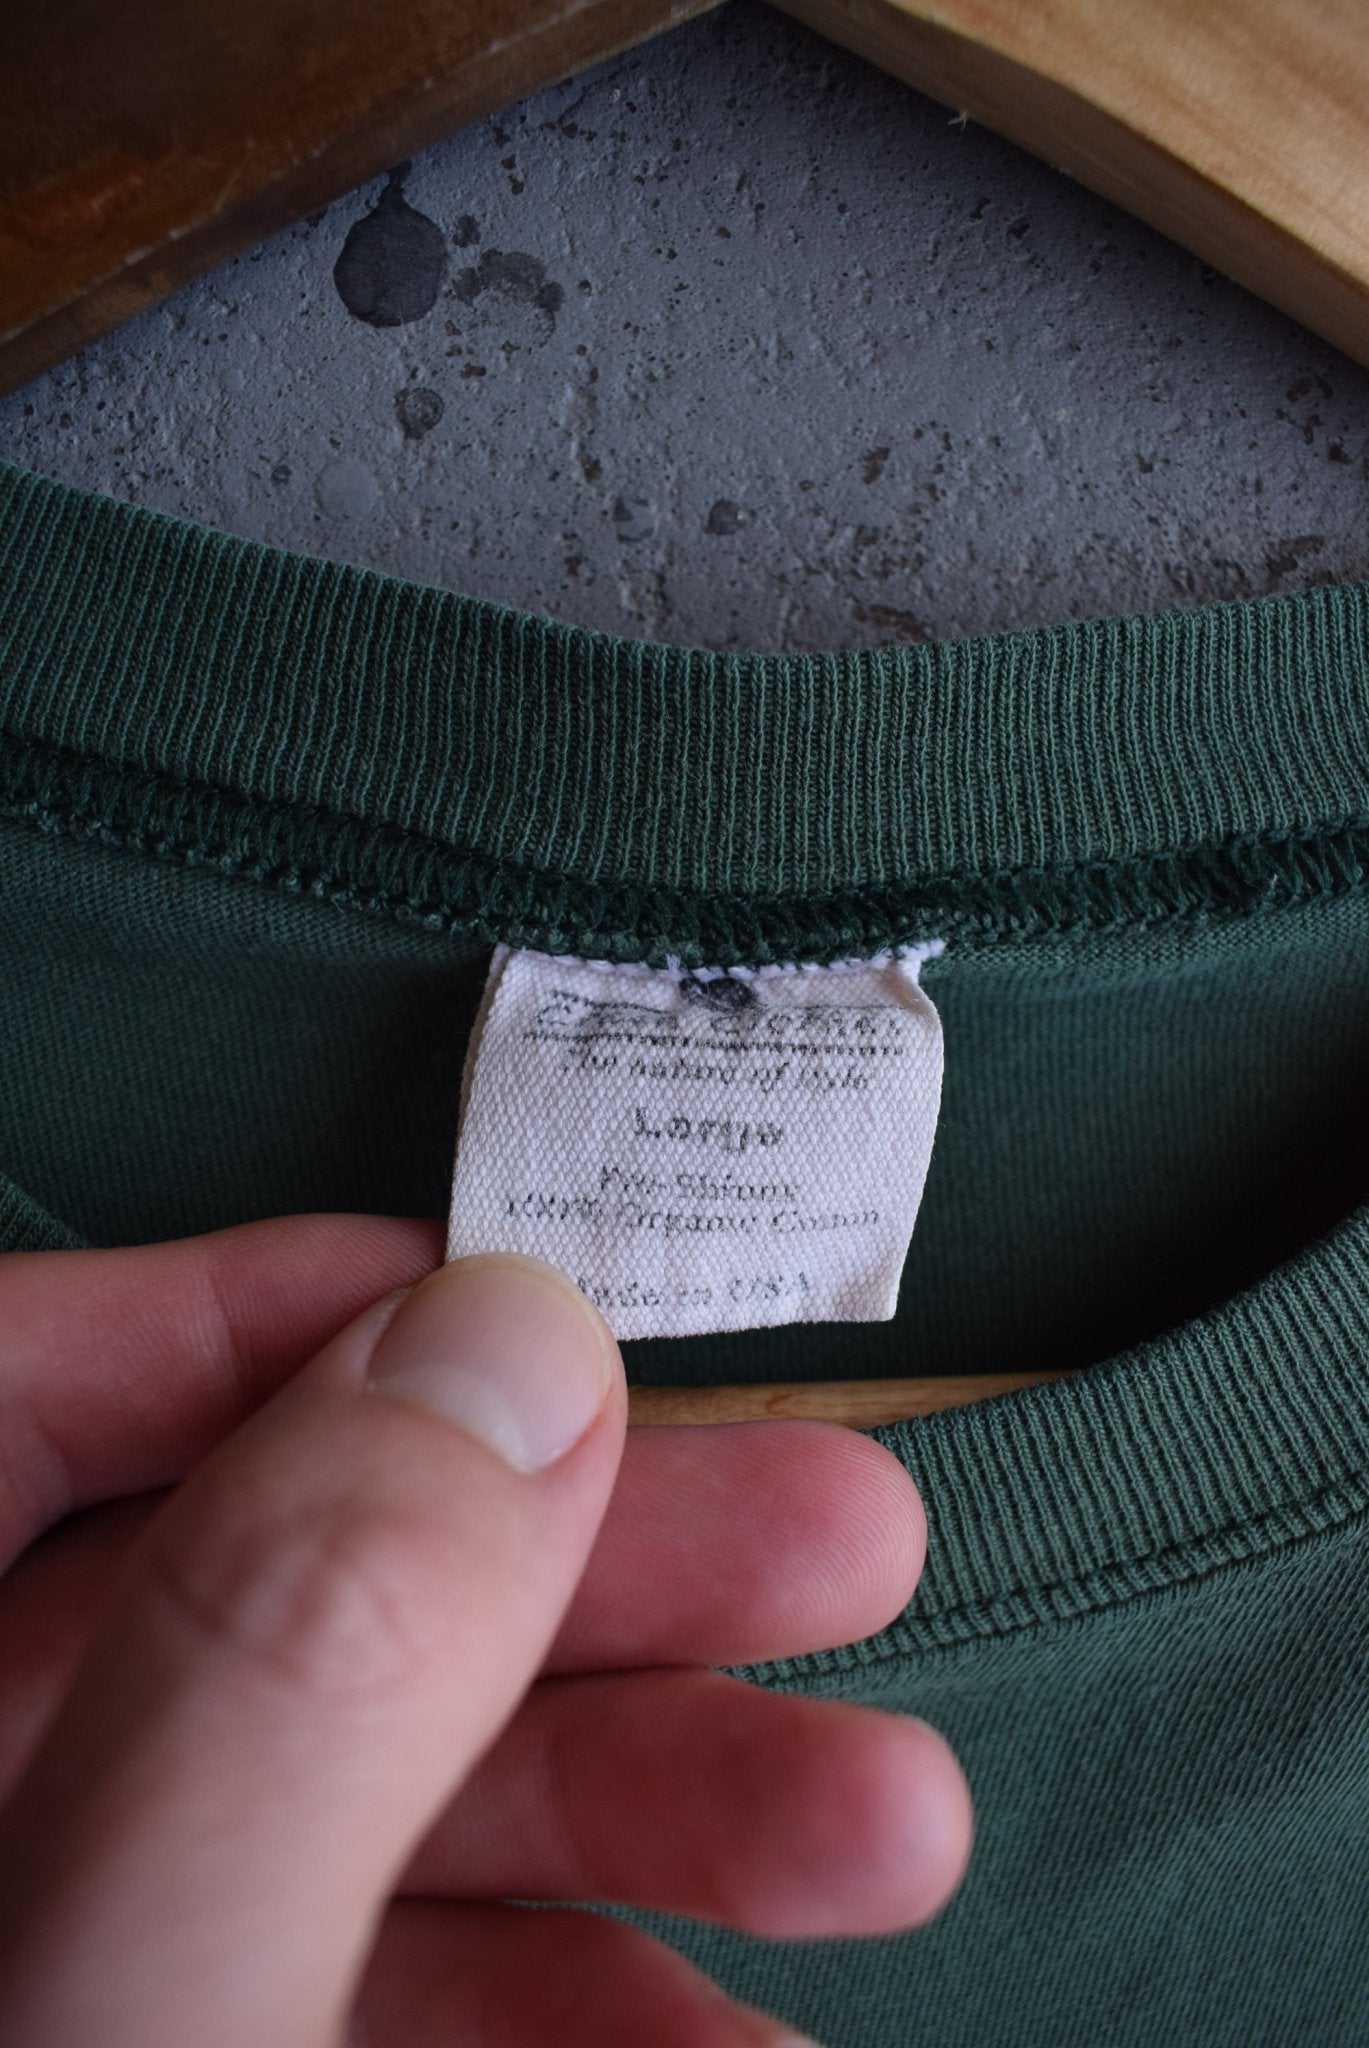 The Nature of Style
Large
Pre-Shrunk
100% Organic Cotton
Made in USA